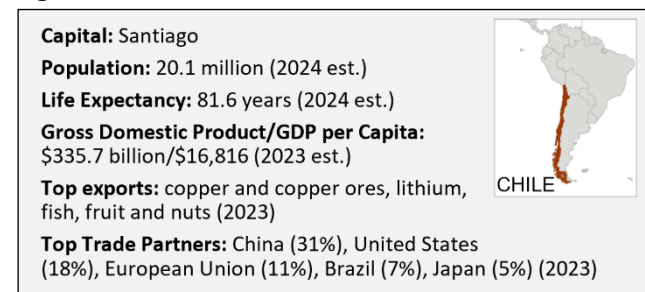 Capital: Santiago
Population: 20.1 million (2024 est.)
Life Expectancy: 81.6 years (2024 est.)
Gross Domestic Product/GDP per Capita:
$335.7 billion/$16,816 (2023 est.)
Top exports: copper and copper ores, lithium,
fish, fruit and nuts (2023)
Top Trade Partners: China (31%), United States
(18%), European Union (11%), Brazil (7%), Japan (5%) (2023)
CHILE